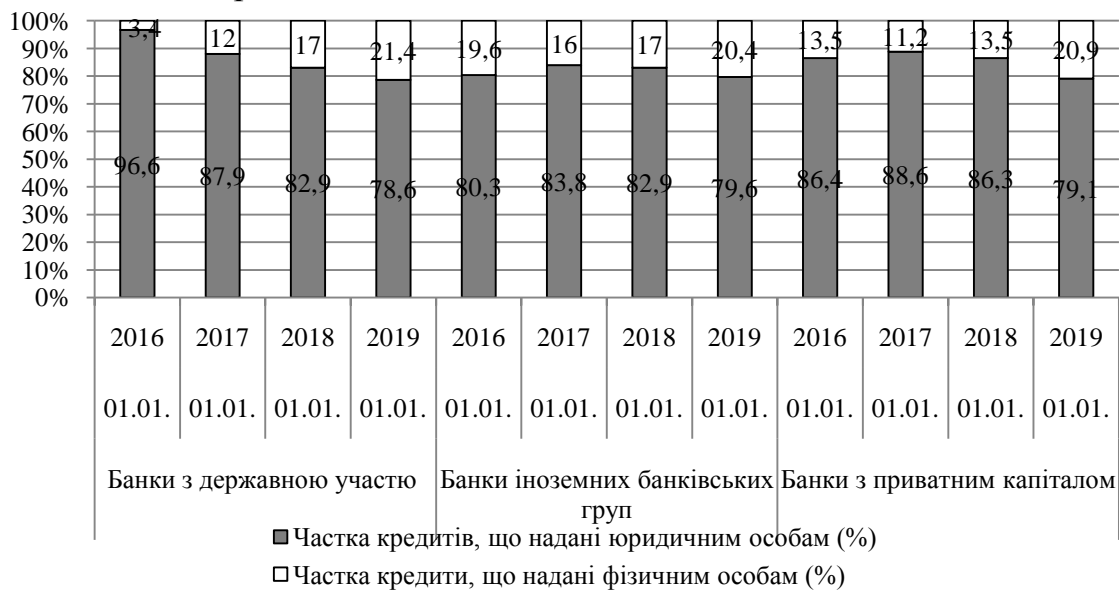 100%
90%
80%
70%
60%
50%
40%
30%
20%
10%
0%
3,4 12 17 21,4 19,6 16 17 20,4 13,5 11,2 13,5 20,9
96,6 87,9 82,9 78,6 80,3 83,8 82,9 79,6 86,4 88,6 86,3 79,1
2016 2017 2018 2019 2016 2017 2018 2019 2016 2017 2018 2019
01.01. 01.01. 01.01. 01.01. 01.01. 01.01. 01.01. 01.01. 01.01. 01.01. 01.01. 01.01.
Банки з державною участю Банки іноземних банківських Банки з приватним капіталом
груп
Частка кредитів, що надані юридичним особам (%)
Частка кредити, що надані фізичним особам (%)